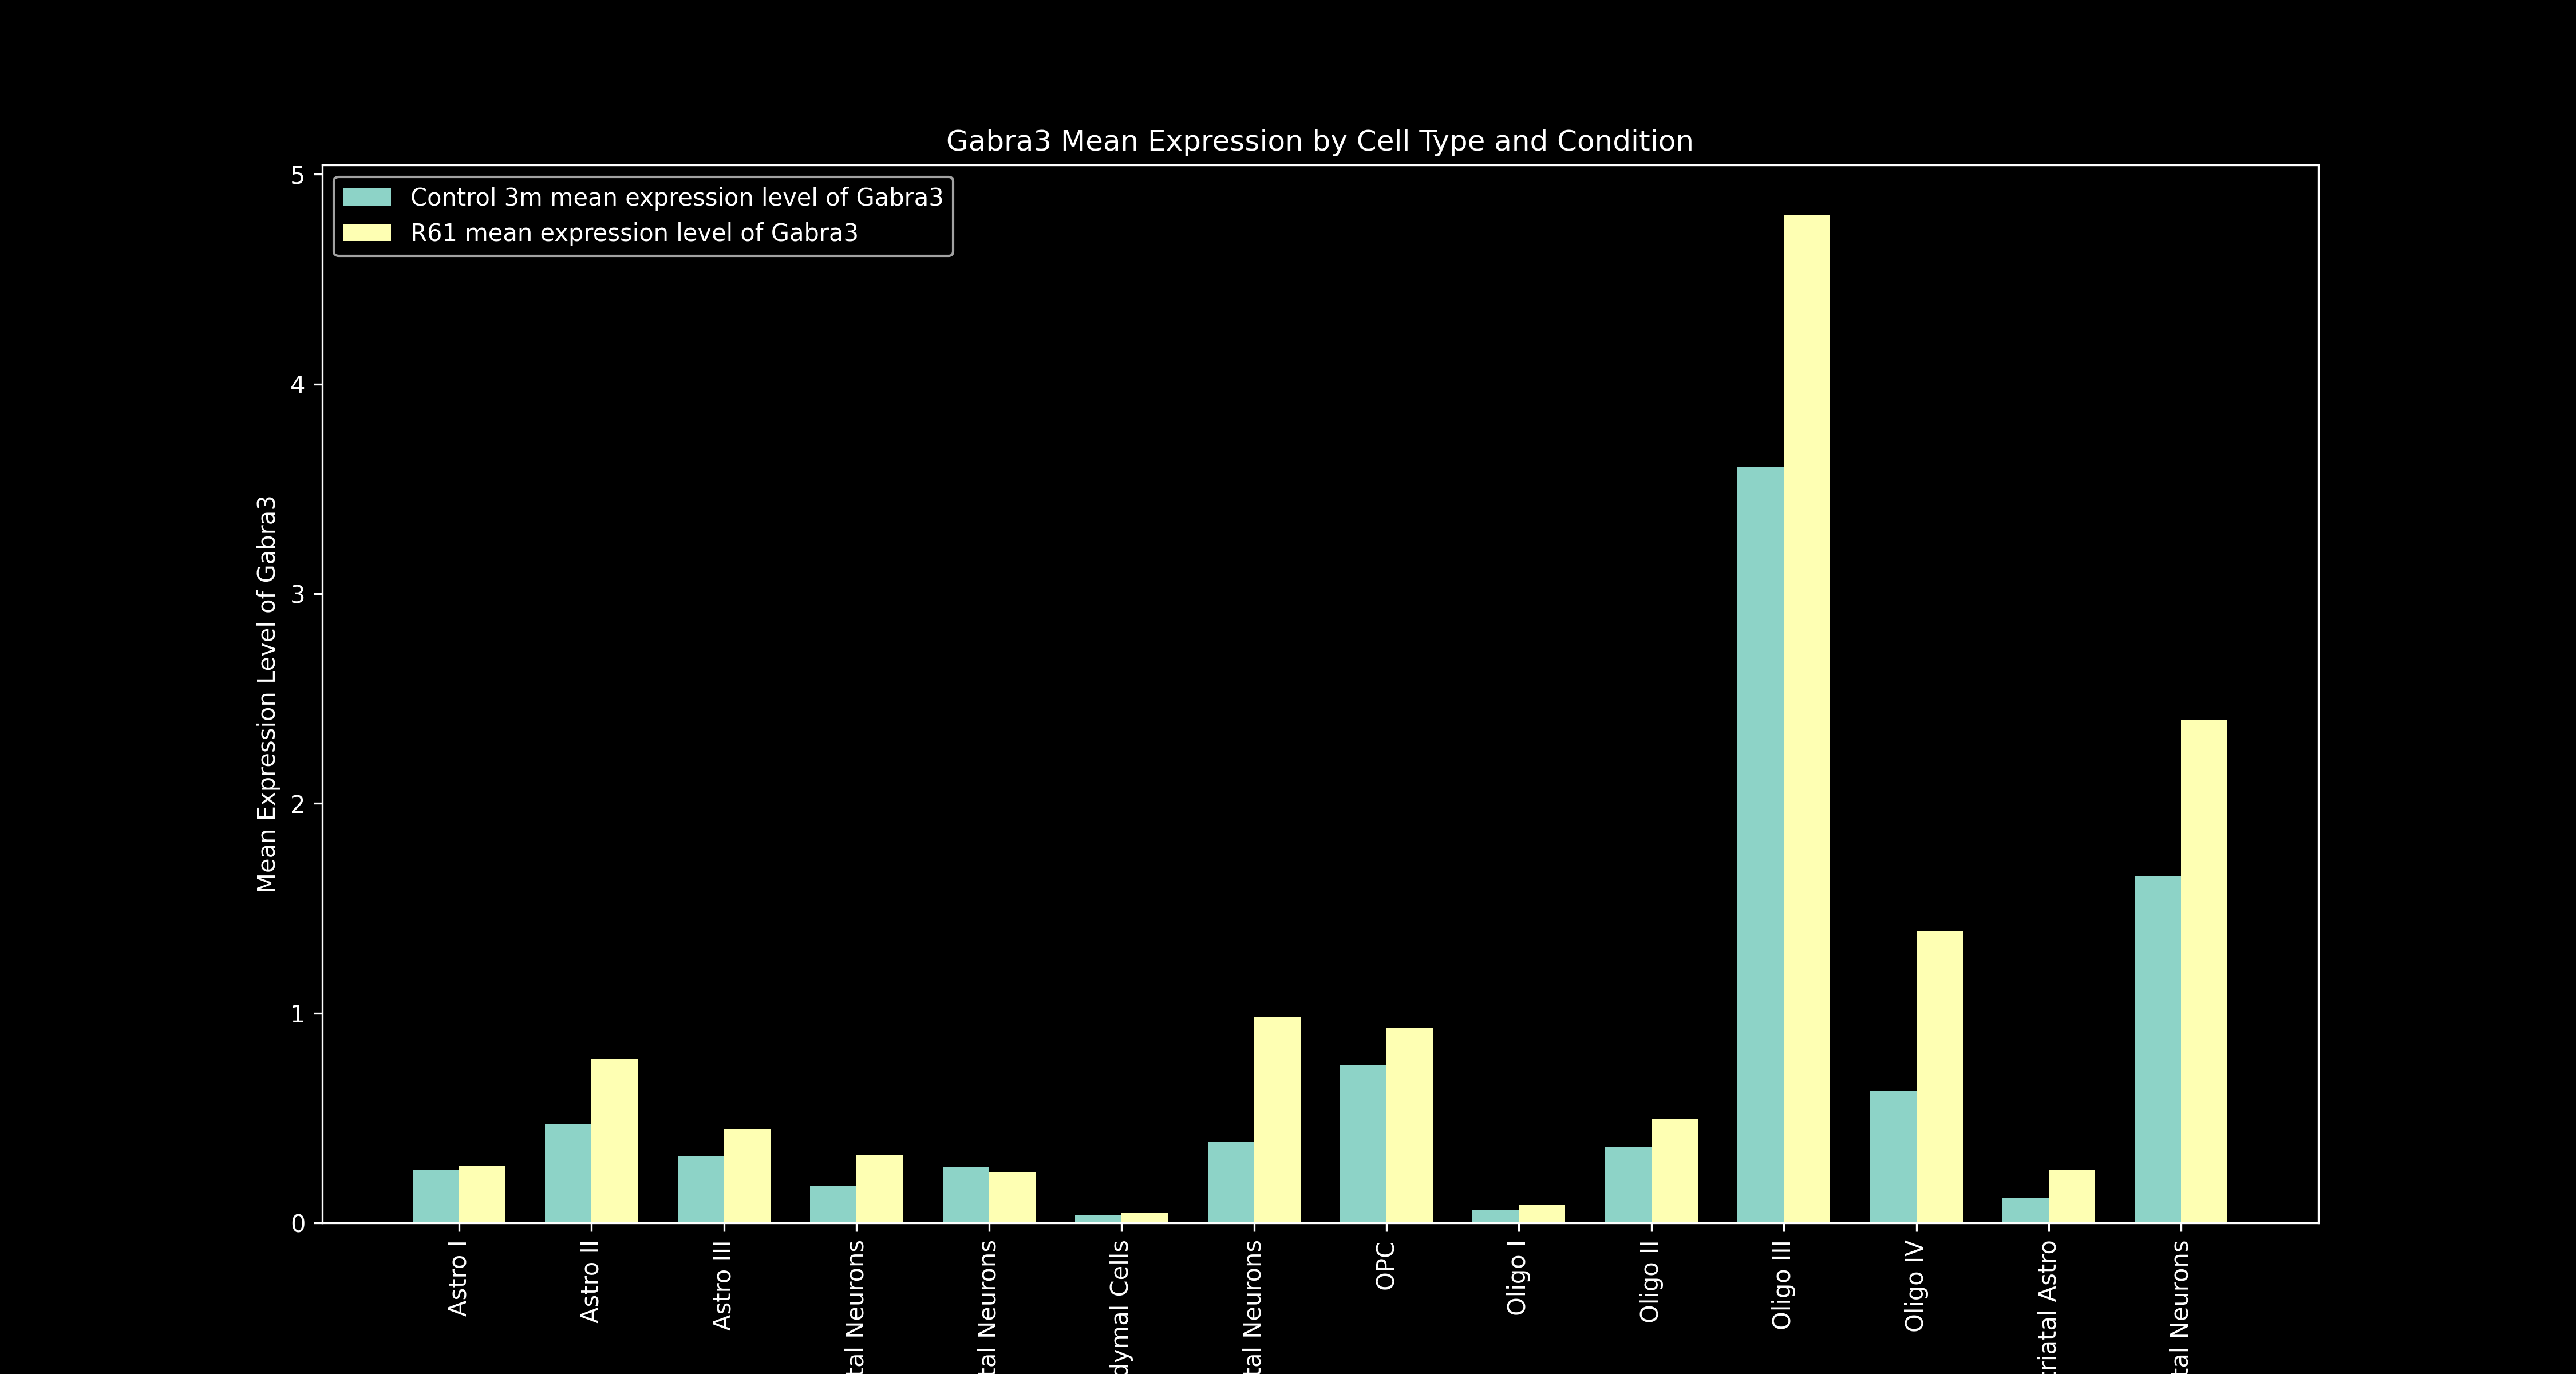 Gabra3 Mean Expression by Cell Type and Condition
Control 3m mean expression level of Gabra3
R61 mean expression level of Gabra3
Mean Expression Level of Gabra3
5
4
3
2
1
0
Astro I
Astro II
Astro III
Neurons
Neurons
Cells
Neurons
OPC
Oligo I
Oligo II
Oligo III
Oligo IV
Astro
Neurons